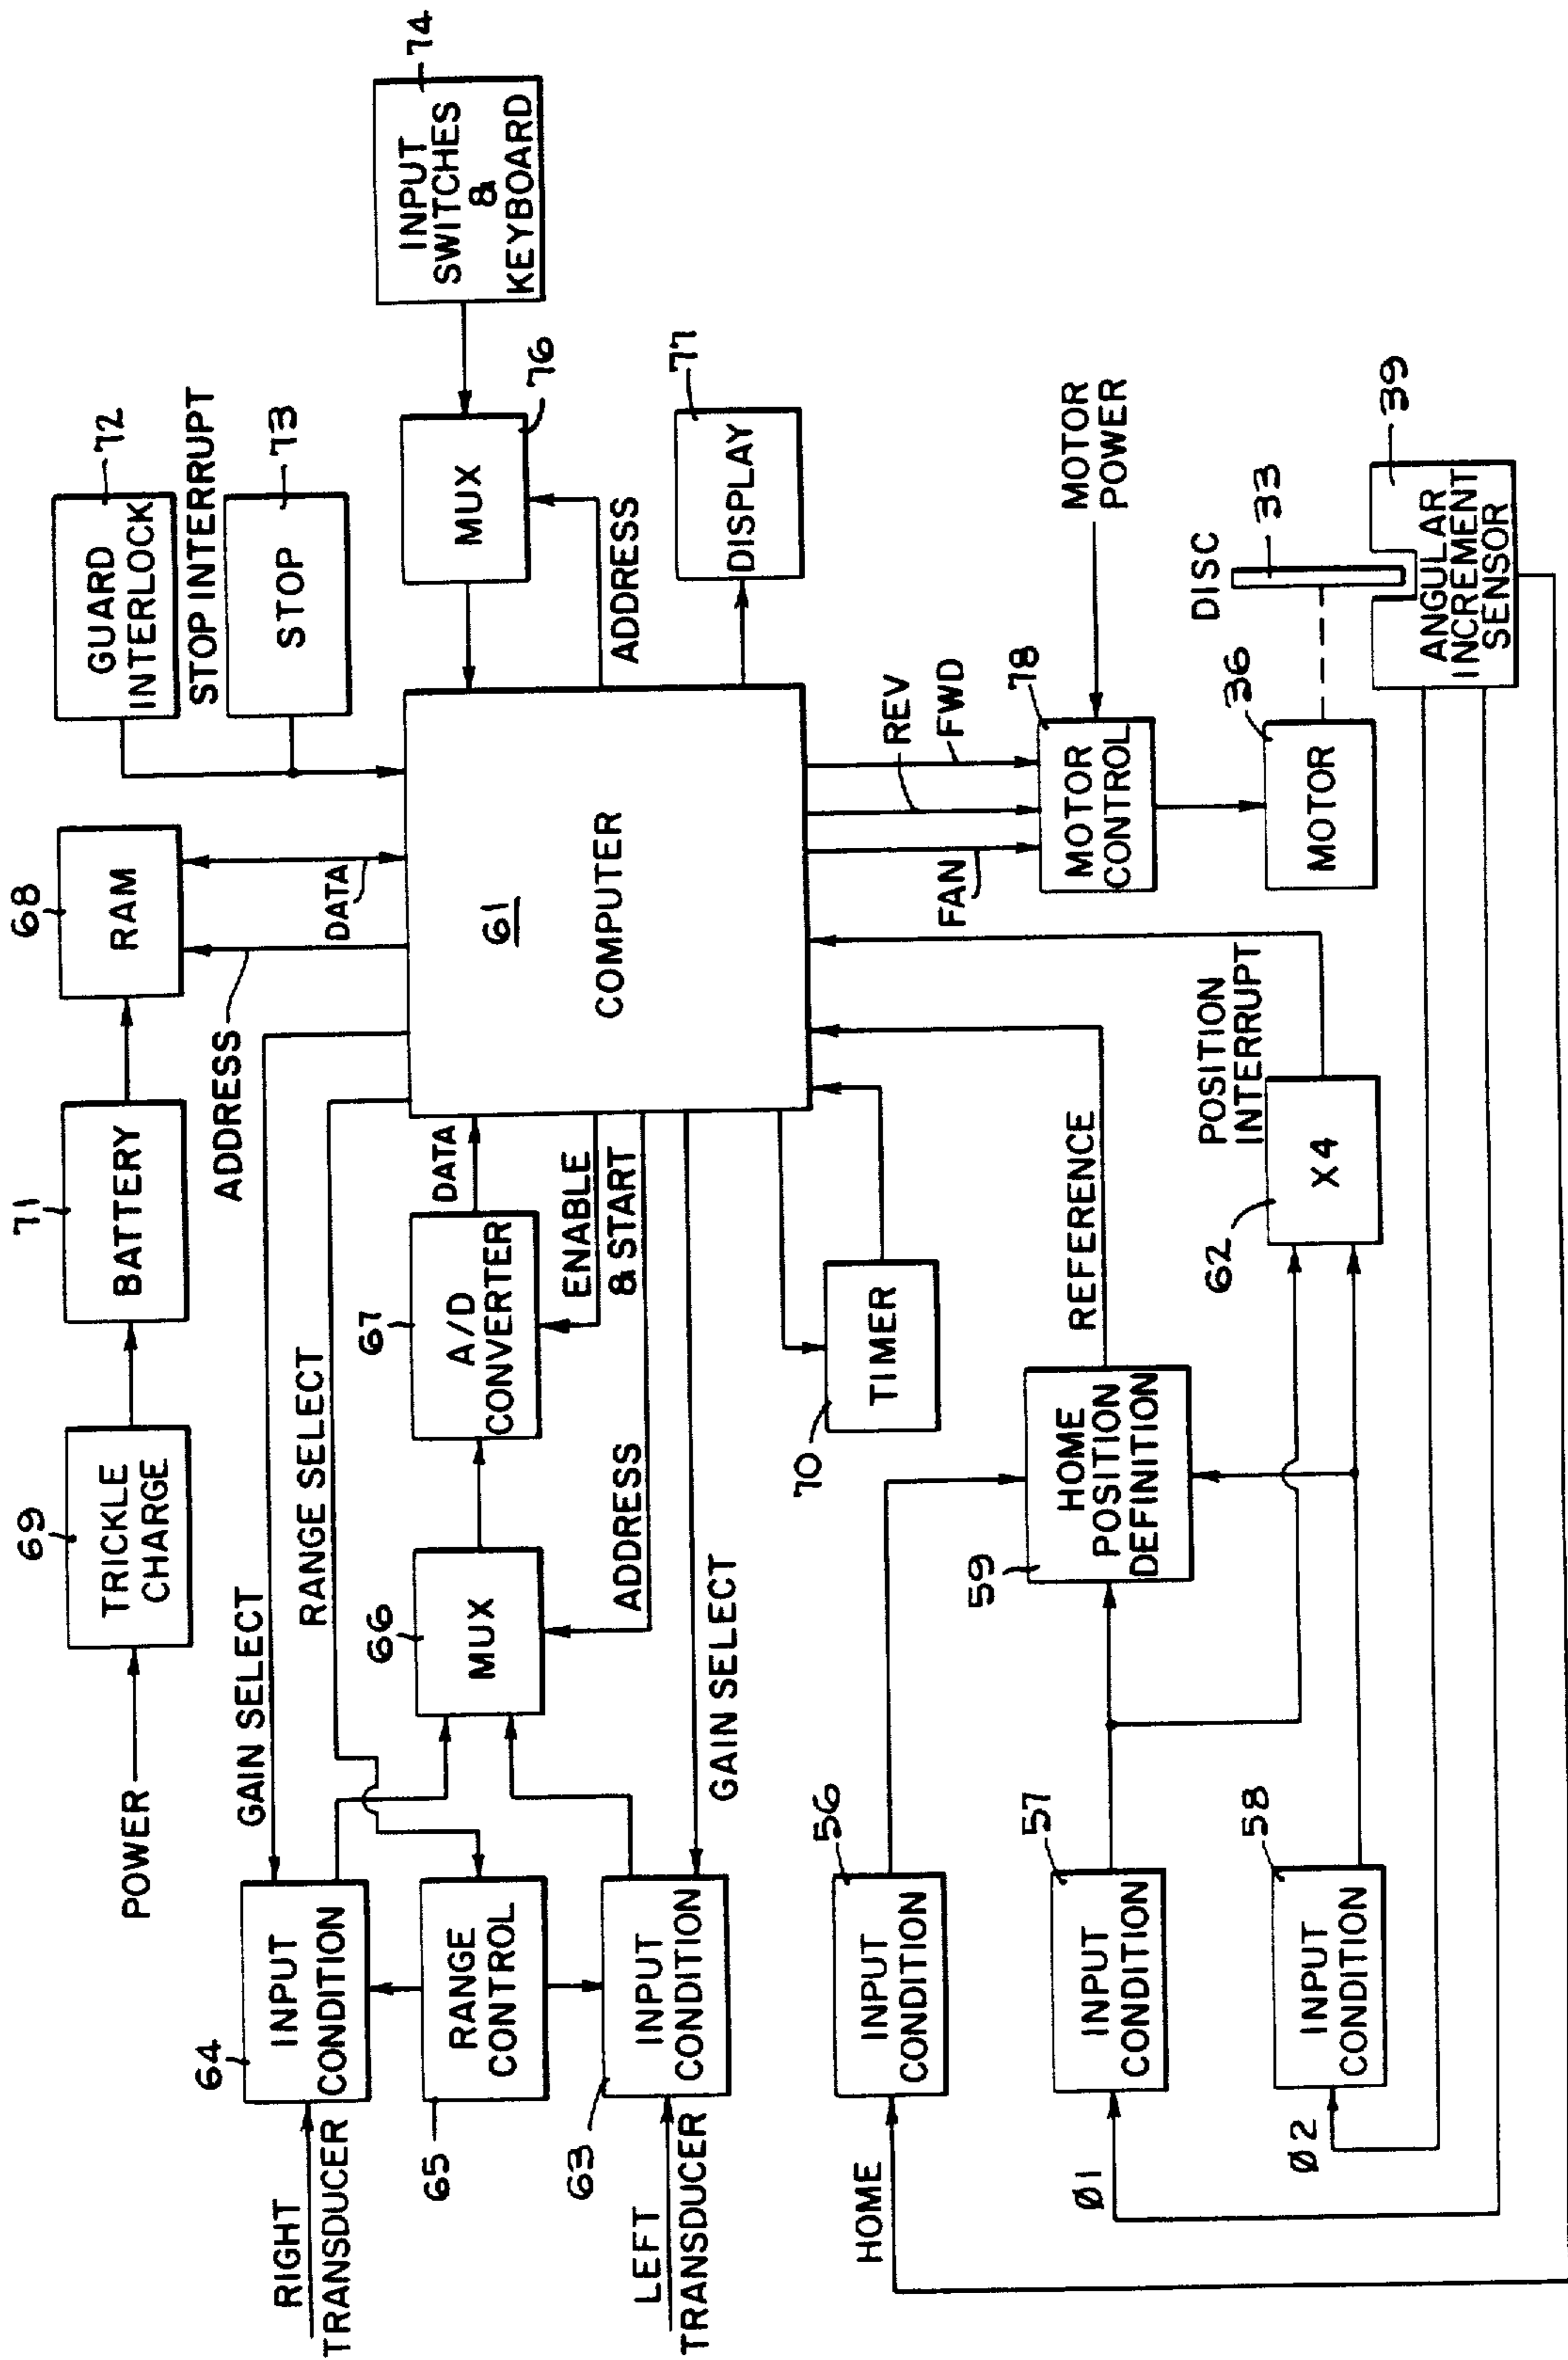 POWER
69
TRICKLE
CHARGE
71
BATTERY
68
RAM
72
GUARD
INTERLOCK
STOP INTERRUPT
73
STOP
ADDRESS
DATA
GAIN SELECT
RANGE SELECT
RIGHT
TRANSDUCER
64
INPUT
CONDITION
65
RANGE
CONTROL
63
INPUT
CONDITION
LEFT
TRANSDUCER
66
MUX
ADDRESS
67
A/D
CONVERTER
DATA
ENABLE
& START
GAIN SELECT
61
COMPUTER
MUX
76
ADDRESS
74
INPUT
SWITCHES
&
KEYBOARD
77
DISPLAY
70
TIMER
FAN
REV
FWD
78
MOTOR
CONTROL
MOTOR
POWER
36
MOTOR
DISC
33
39
ANGULAR
INCREMENT
SENSOR
HOME
56
INPUT
CONDITION
Ø1
57
INPUT
CONDITION
Ø2
58
INPUT
CONDITION
59
HOME
POSITION
DEFINITION
REFERENCE
62
X4
POSITION
INTERRUPT